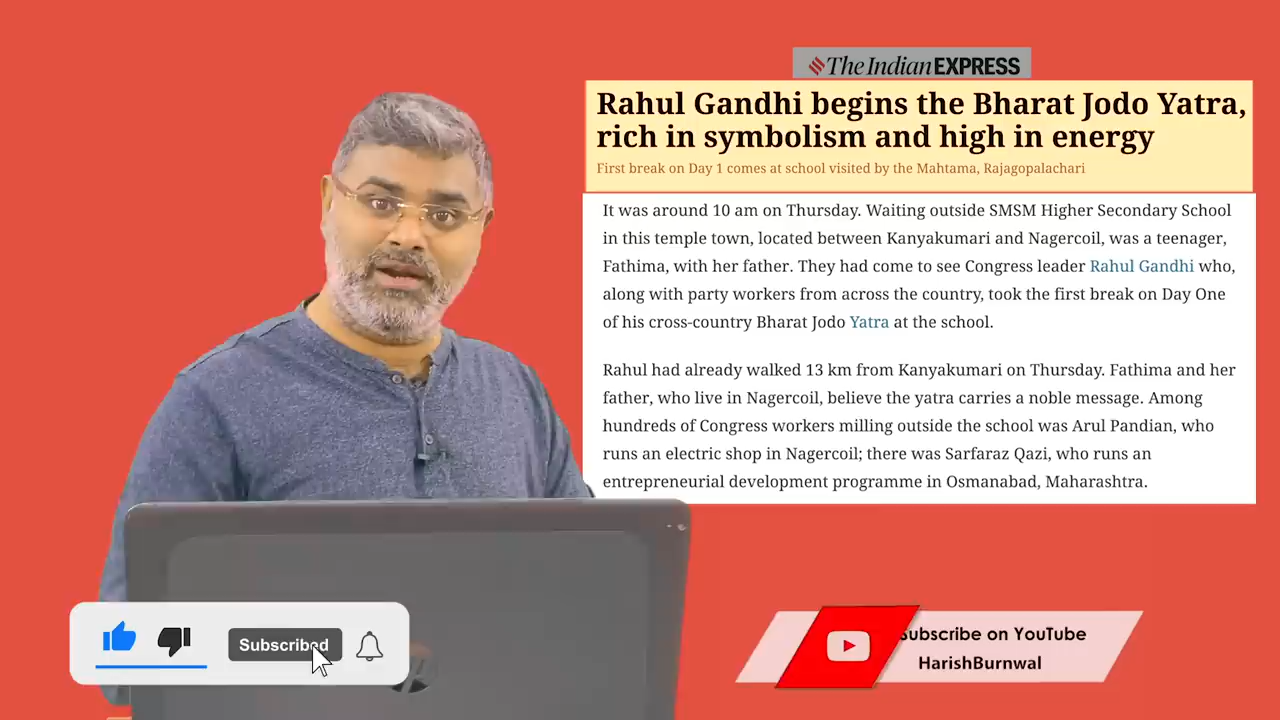 The Indian EXPRESS
Rahul Gandhi begins the Bharat Jodo Yatra,
rich in symbolism and high in energy
First break on Day 1 comes at school visited by the Mahtama, Rajagopalachari
It was around 10 am on Thursday. Waiting outside SMSM Higher Secondary School
in this temple town, located between Kanyakumari and Nagercoil, was a teenager,
Fathima, with her father. They had come to see Congress leader Rahul Gandhi who,
along with party workers from across the country, took the first break on Day One
of his cross-country Bharat Jodo Yatra at the school.
Rahul had already walked 13 km from Kanyakumari on Thursday. Fathima and her
father, who live in Nagercoil, believe the yatra carries a noble message. Among
hundreds of Congress workers milling outside the school was Arul Pandian, who
runs an electric shop in Nagercoil; there was Sarfaraz Qazi, who runs an
entrepreneurial development programme in Osmanabad, Maharashtra.
Subscribed
hp
Subscribe on YouTube
HarishBurnwal